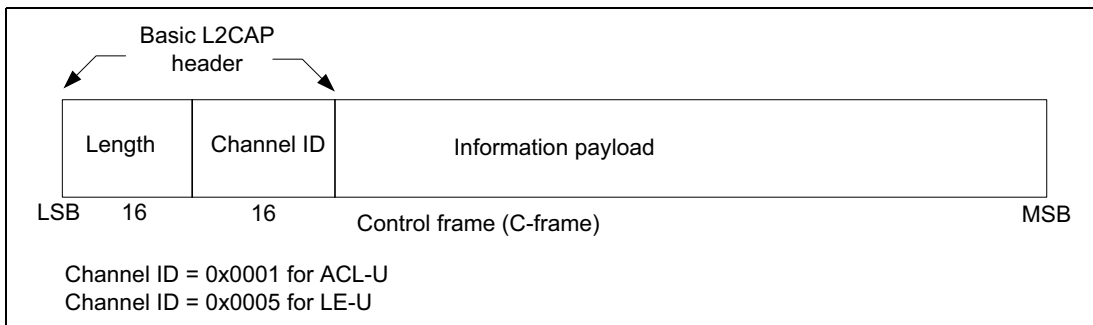 Basic L2CAP
header
Length
Channel ID
Information payload
LSB
16
16
Control frame (C-frame)
MSB
Channel ID = 0x0001 for ACL-U
Channel ID = 0x0005 for LE-U